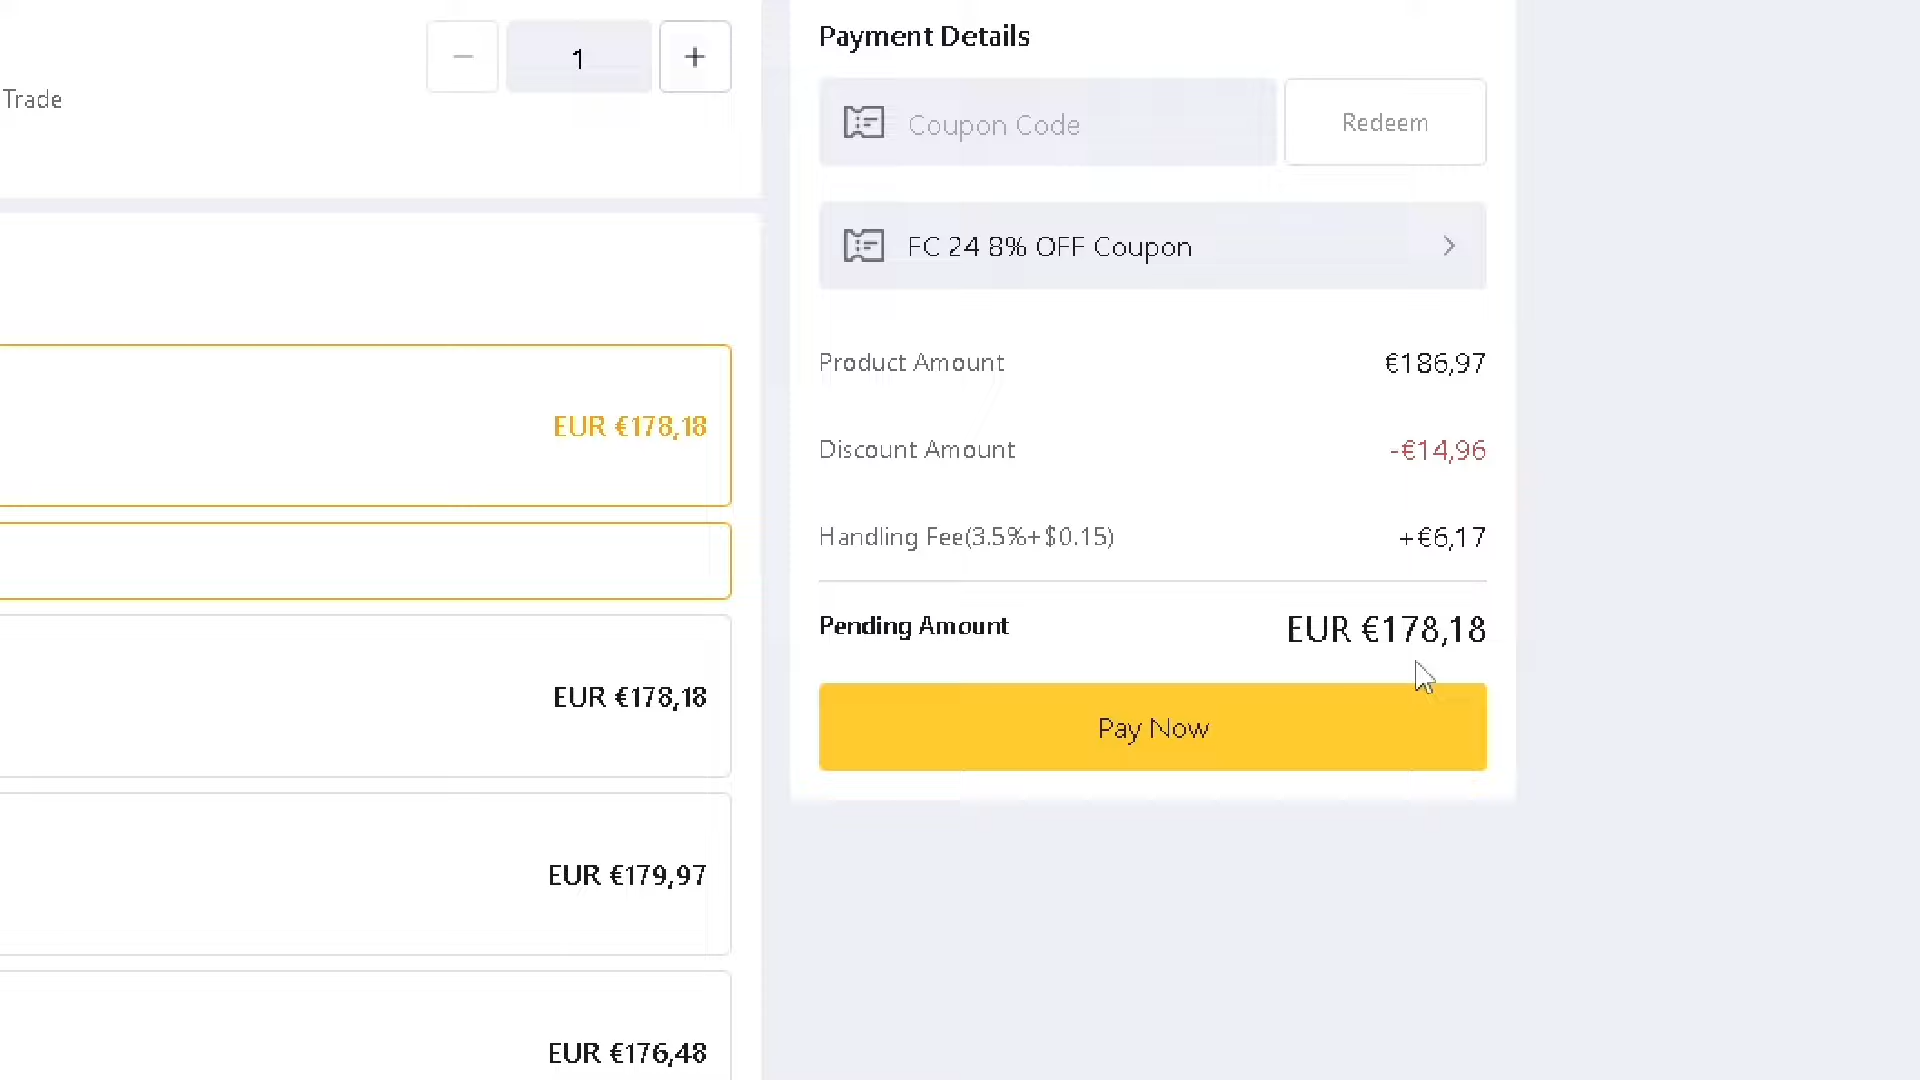 1
Trade
EUR €178,18
EUR €178,18
EUR €179,97
EUR €176,48
Payment Details
Coupon Code
Redeem
FC 24 8% OFF Coupon
Product Amount €186,97
Discount Amount -€14,96
Handling Fee(3.5%+$0.15) +€6,17
Pending Amount EUR €178,18
Pay Now